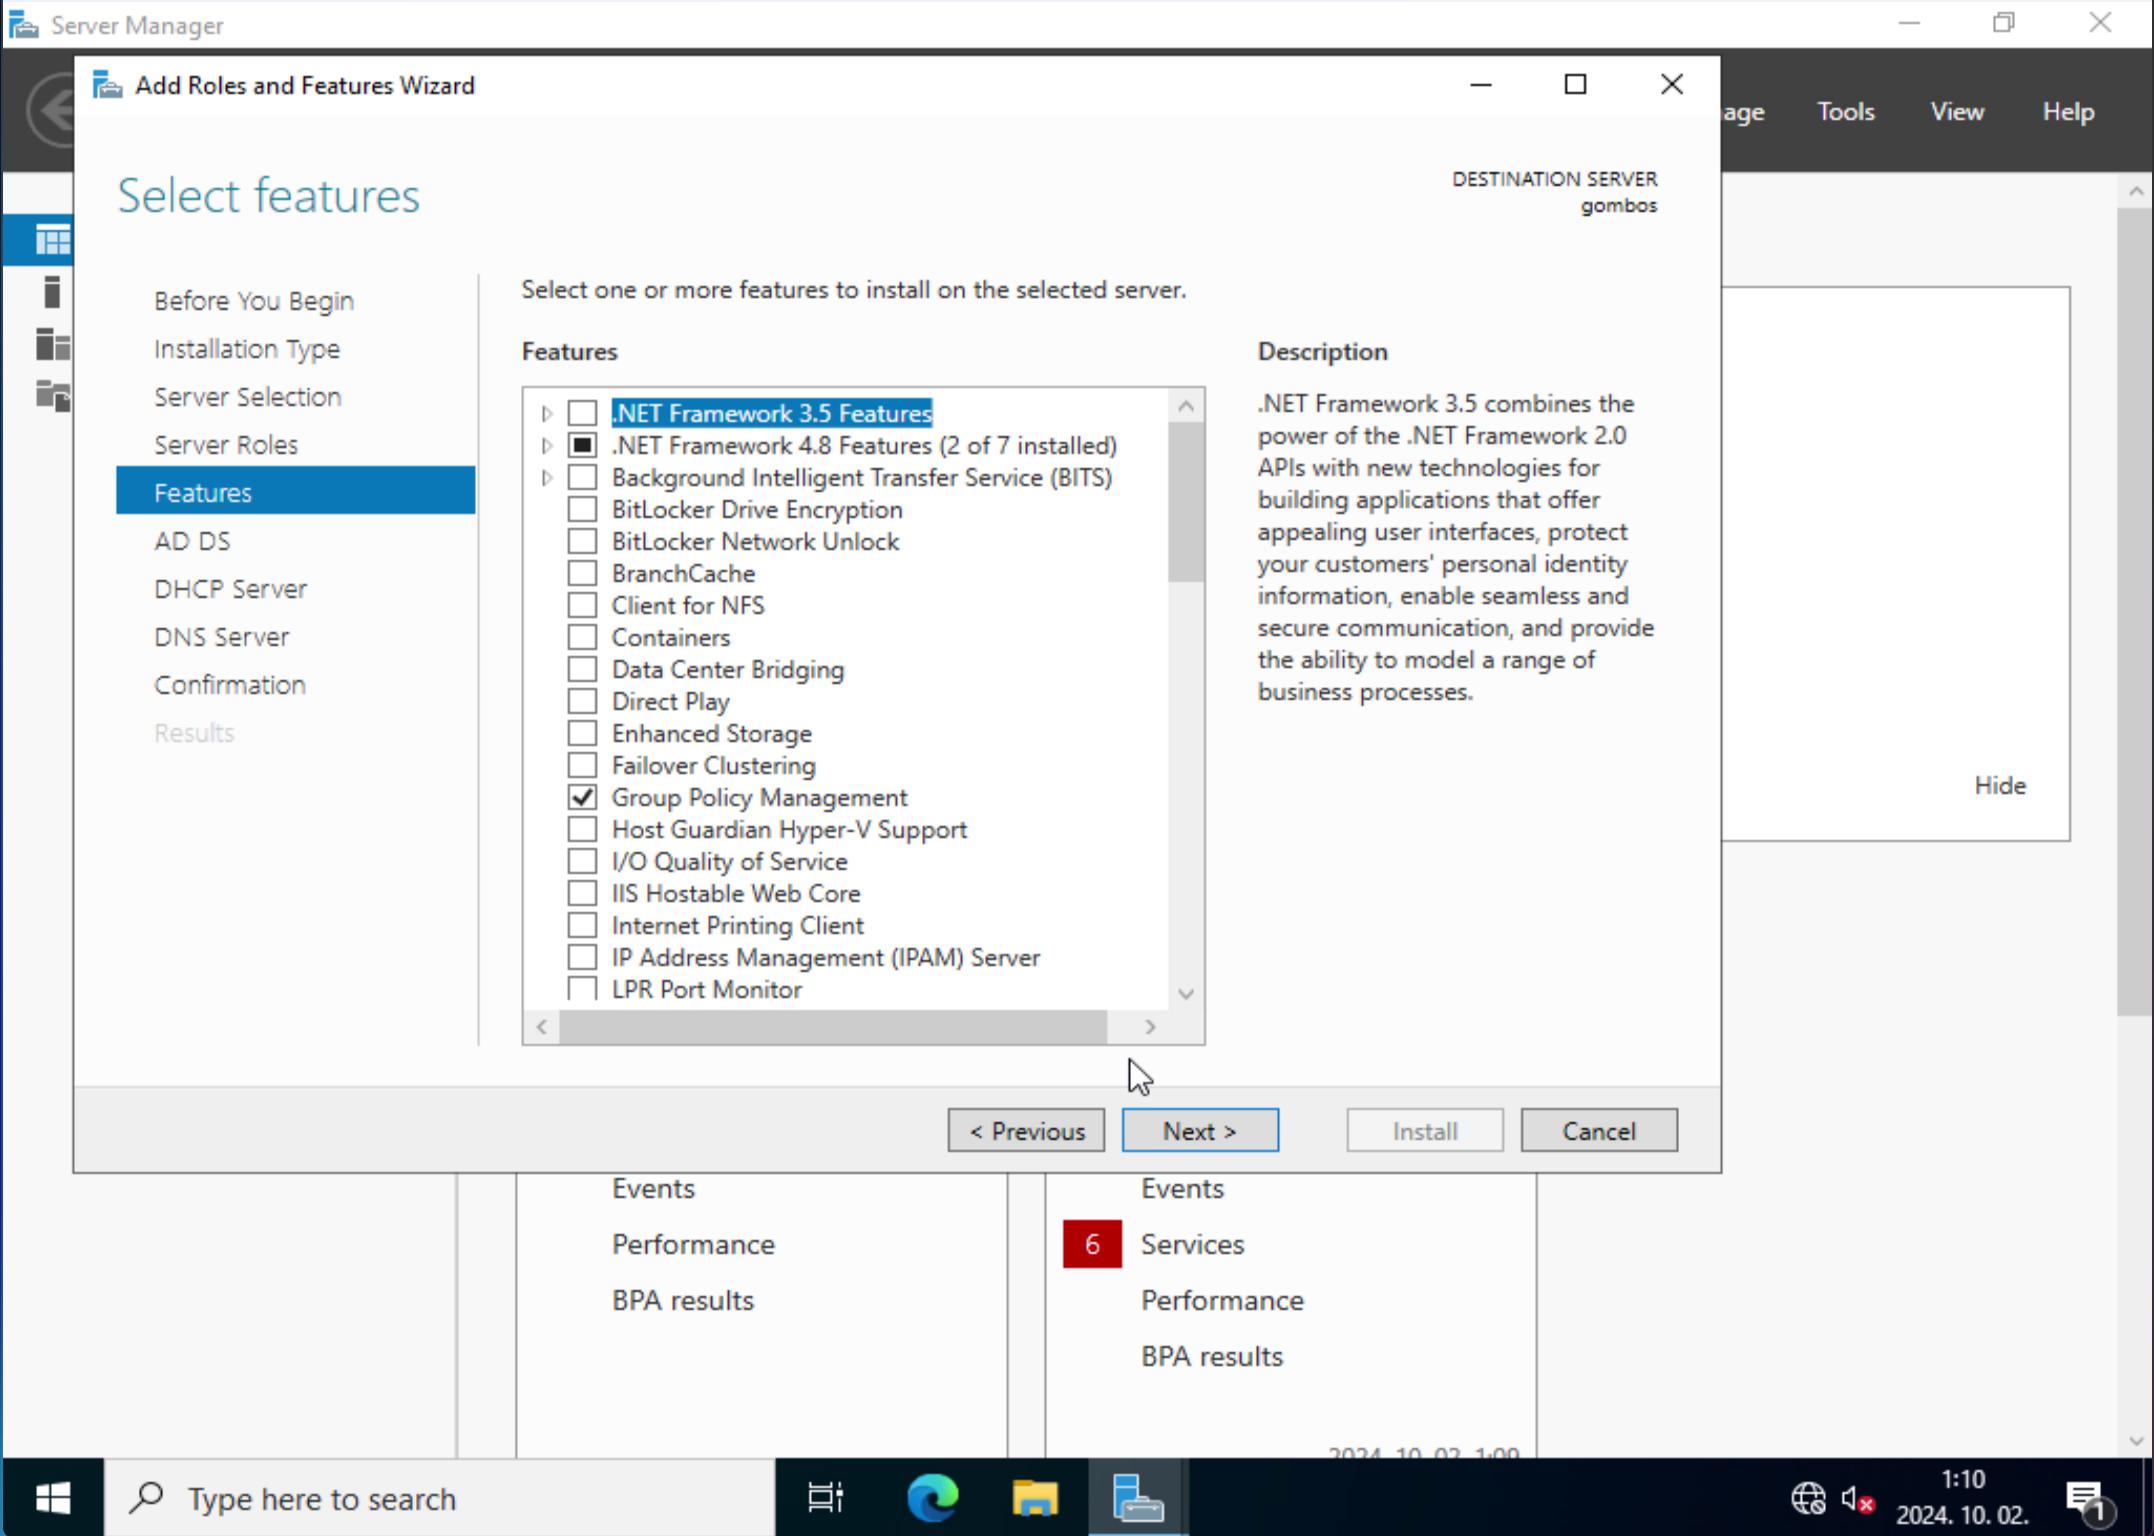 Server Manager
Add Roles and Features Wizard
age
Tools
View
Help
Select features
DESTINATION SERVER
gombos
Before You Begin
Installation Type
Server Selection
Server Roles
Features
AD DS
DHCP Server
DNS Server
Confirmation
Results
Select one or more features to install on the selected server.
Features
.NET Framework 3.5 Features
.NET Framework 4.8 Features (2 of 7 installed)
Background Intelligent Transfer Service (BITS)
BitLocker Drive Encryption
BitLocker Network Unlock
BranchCache
Client for NFS
Containers
Data Center Bridging
Direct Play
Enhanced Storage
Failover Clustering
Group Policy Management
Host Guardian Hyper-V Support
I/O Quality of Service
IIS Hostable Web Core
Internet Printing Client
IP Address Management (IPAM) Server
LPR Port Monitor
Description
.NET Framework 3.5 combines the
power of the .NET Framework 2.0
APIs with new technologies for
building applications that offer
appealing user interfaces, protect
your customers' personal identity
information, enable seamless and
secure communication, and provide
the ability to model a range of
business processes.
Hide
< Previous
Next >
Install
Cancel
Events
Performance
BPA results
Events
6 Services
Performance
BPA results
2024. 10. 02. 1:09
Type here to search
1:10
2024. 10. 02.
1